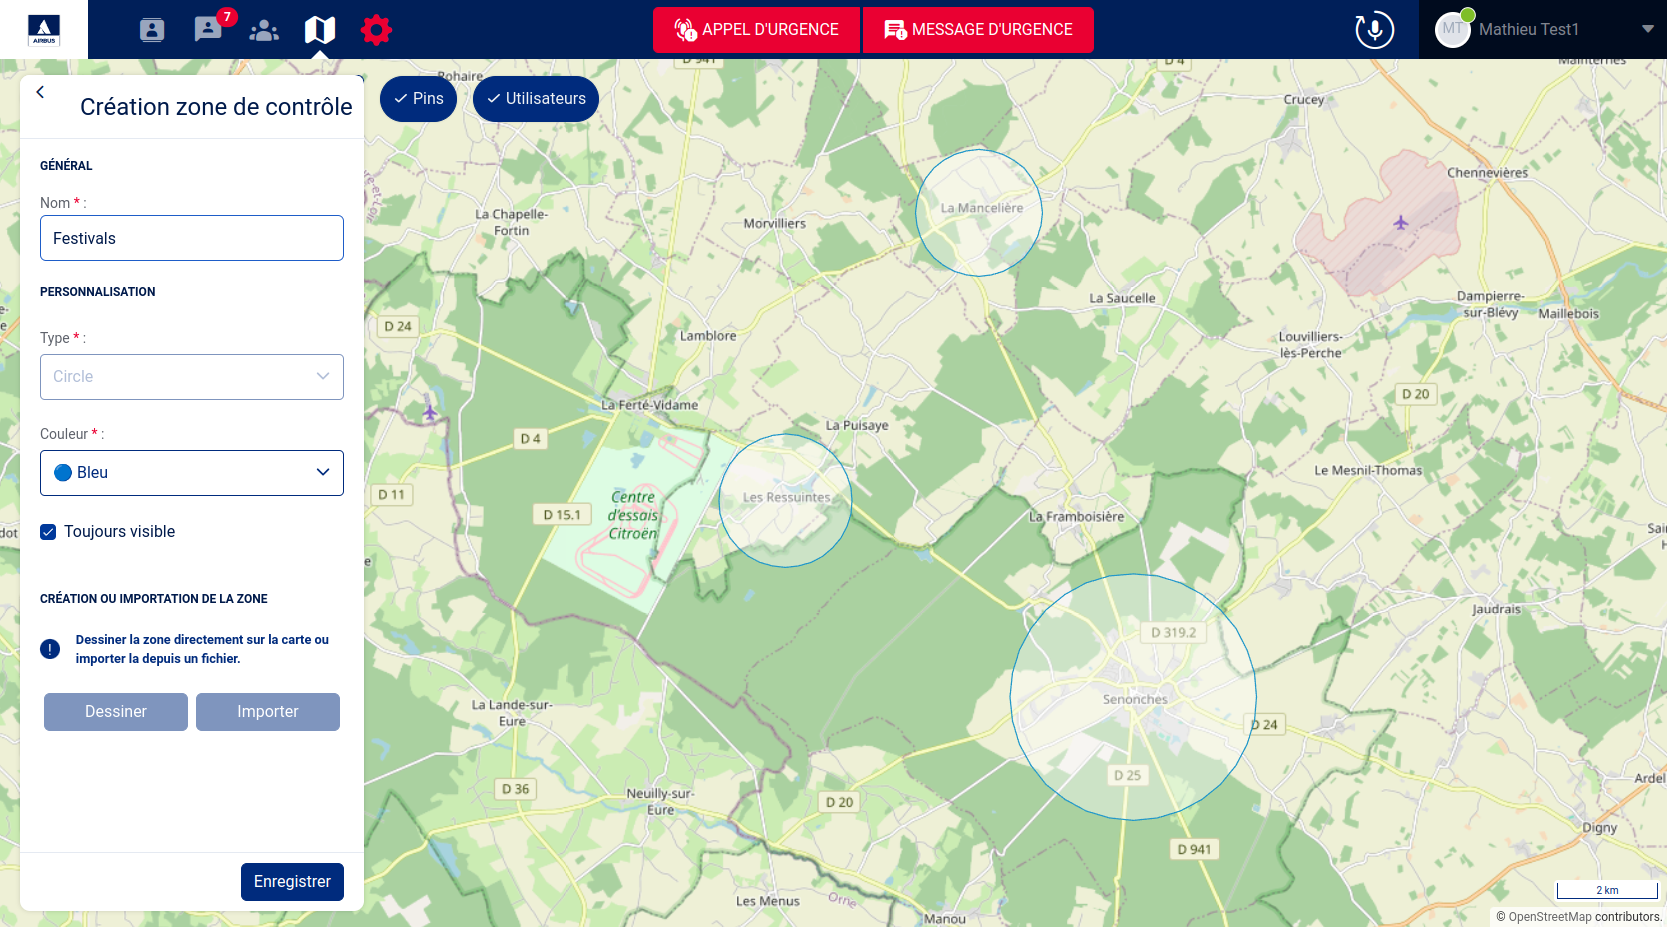 AIRBUS
7
APPEL D'URGENCE
MESSAGE D'URGENCE
MT
Mathieu Test1
Création zone de contrôle
GÉNÉRAL
Nom * :
Festivals
PERSONNALISATION
Type * :
Circle
Couleur * :
Bleu
Toujours visible
CRÉATION OU IMPORTATION DE LA ZONE
Dessiner la zone directement sur la carte ou
importer la depuis un fichier.
Dessiner
Importer
Enregistrer
Pins
Utilisateurs
Rohaire
D 941
D 4
Maintenres
Crucey
Chennevières
La Mancelière
La Chapelle-
Fortin
Morvilliers
La Saucelle
Dampierre-
sur-Blévy
Maillebois
D 24
Lamblore
Louvilliers-
lès-Perche
D 20
La Ferté-Vidame
La Puisaye
D 4
Le Mesnil-Thomas
D 11
Centre
d'essais
Citroën
Les Ressuintes
D 15.1
La Framboisière
Jaudrais
D 319.2
La Lande-sur-
Eure
Senonches
D 24
D 25
D 36
Neuilly-sur-
Eure
D 20
Ardel
Digny
D 941
Les Menus
Orne
Manou
2 km
© OpenStreetMap contributors.